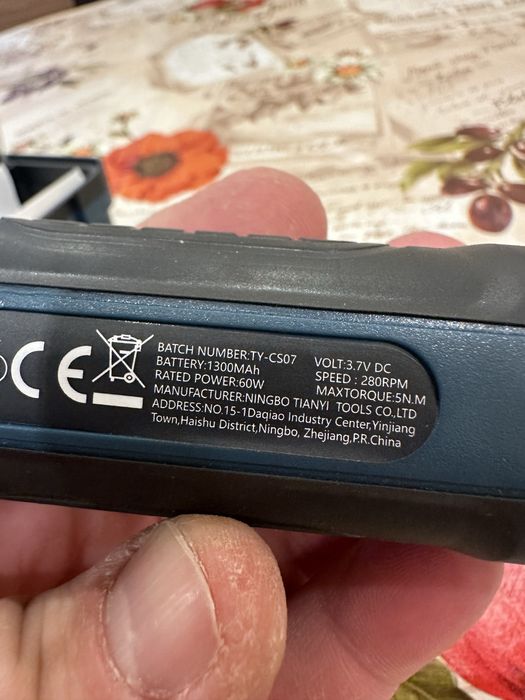 CE
BATCH NUMBER:TY-CS07 VOLT:3.7V DC
BATTERY:1300MAh SPEED : 280RPM
RATED POWER:60W MAXTORQUE:5N.M
MANUFACTURER:NINGBO TIANYI TOOLS CO.,LTD
ADDRESS:NO.15-1Daqiao Industry Center,Yinjiang
Town,Haishu District,Ningbo, Zhejiang,P.R.China